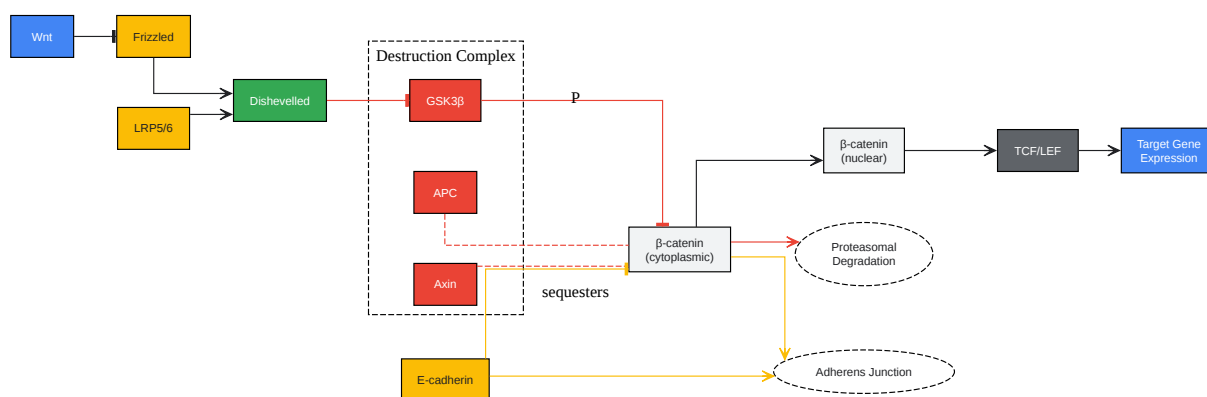 Wnt
Frizzled
LRP5/6
Dishevelled
Destruction Complex
GSK3β
P
APC
Axin
sequesters
E-cadherin
β-catenin
(cytoplasmic)
β-catenin
(nuclear)
TCF/LEF
Target Gene
Expression
Proteasomal
Degradation
Adherens Junction